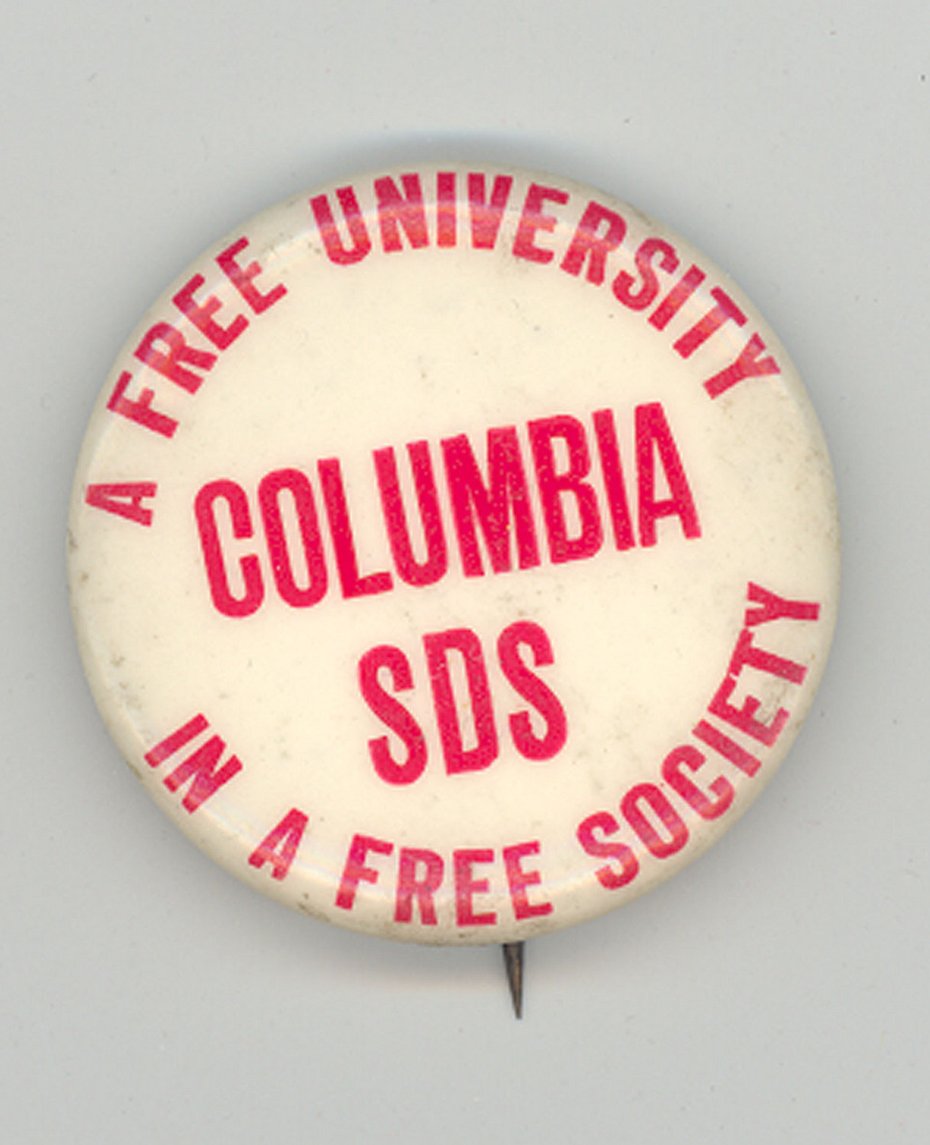 A FREE UNIVERSITY
COLUMBIA
SDS
IN A FREE SOCIETY